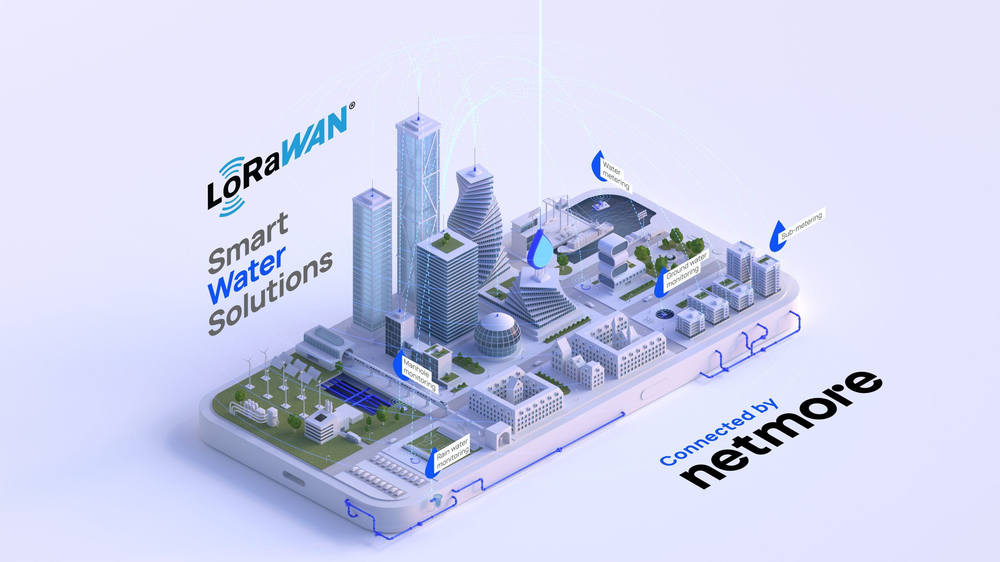 LoRaWAN®
Smart
Water
Solutions
Water
metering
Sub-metering
Ground water
monitoring
Manhole
monitoring
Rain water
monitoring
Connected by
netmore